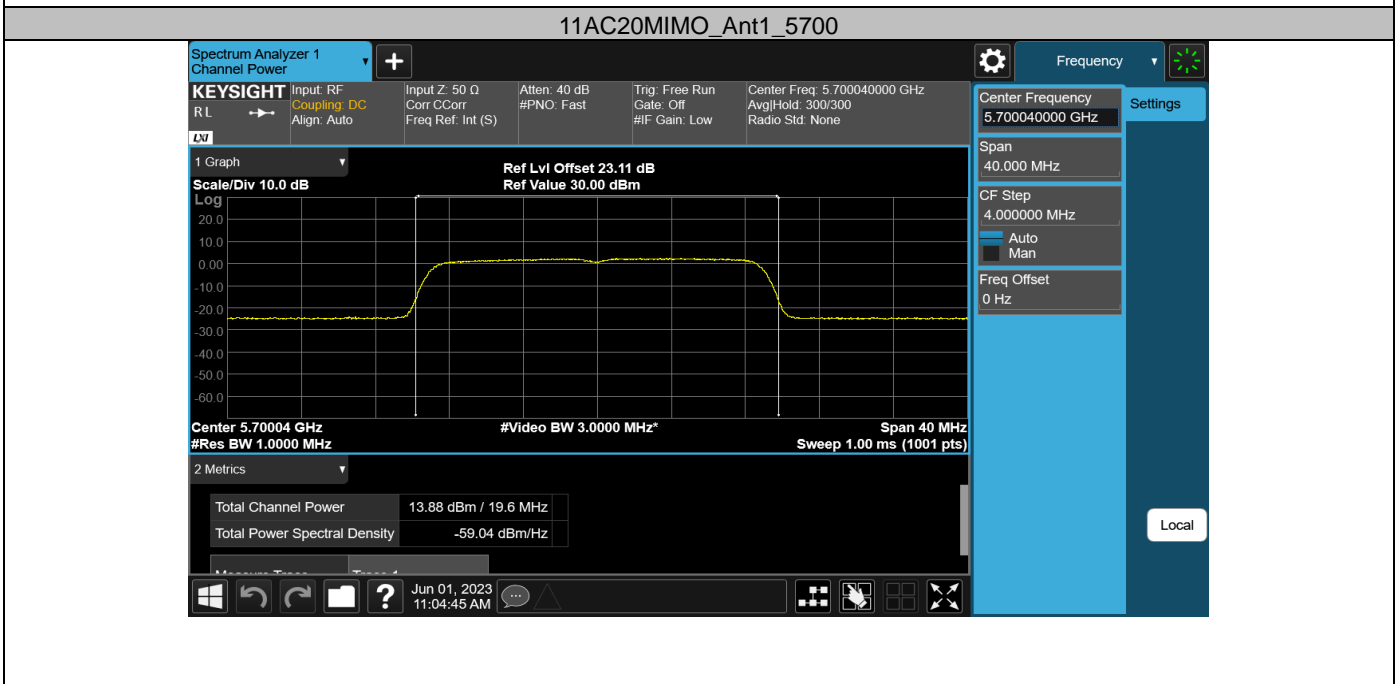 11AC20MIMO_Ant1_5700
Spectrum Analyzer 1
Channel Power
Frequency
KEYSIGHT
RL
LXI
Input: RF
Coupling: DC
Align: Auto
Input Z: 50 Ω
Corr CCorr
Freq Ref: Int (S)
Atten: 40 dB
#PNO: Fast
Trig: Free Run
Gate: Off
#IF Gain: Low
Center Freq: 5.700040000 GHz
Avg|Hold: 300/300
Radio Std: None
Center Frequency
5.700040000 GHz
Settings
Span
40.000 MHz
CF Step
4.000000 MHz
Auto
Man
Freq Offset
0 Hz
Local
1 Graph
Scale/Div 10.0 dB
Ref Lvl Offset 23.11 dB
Ref Value 30.00 dBm
Log
20.0
10.0
0.00
-10.0
-20.0
-30.0
-40.0
-50.0
-60.0
Center 5.70004 GHz
#Video BW 3.0000 MHz*
Span 40 MHz
#Res BW 1.0000 MHz
Sweep 1.00 ms (1001 pts)
2 Metrics
Total Channel Power 13.88 dBm / 19.6 MHz
Total Power Spectral Density -59.04 dBm/Hz
Measure Trace Trace 1
?
Jun 01, 2023
11:04:45 AM